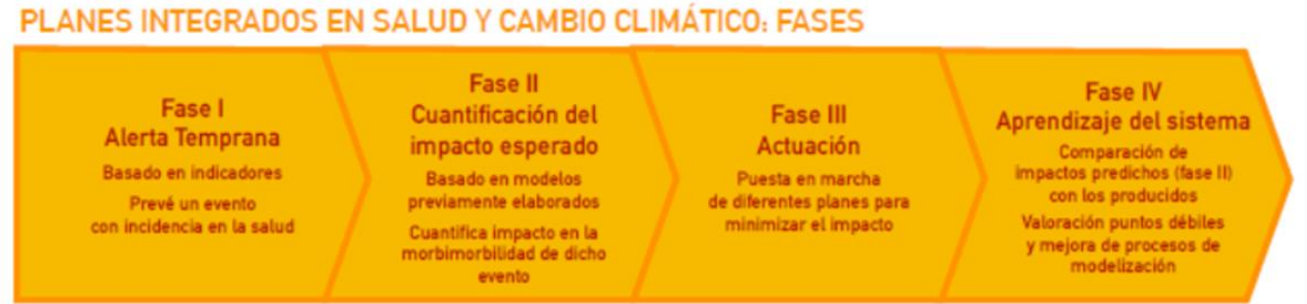 PLANES INTEGRADOS EN SALUD Y CAMBIO CLIMÁTICO: FASES
Fase I
Alerta Temprana
Basado en indicadores
Prevé un evento
con incidencia en la salud
Fase II
Cuantificación del
impacto esperado
Basado en modelos
previamente elaborados
Cuantifica impacto en la
morbimorbilidad de dicho
evento
Fase III
Actuación
Puesta en marcha
de diferentes planes para
minimizar el impacto
Fase IV
Aprendizaje del sistema
Comparación de
impactos predichos (fase II)
con los producidos
Valoración puntos débiles
y mejora de procesos de
modelización